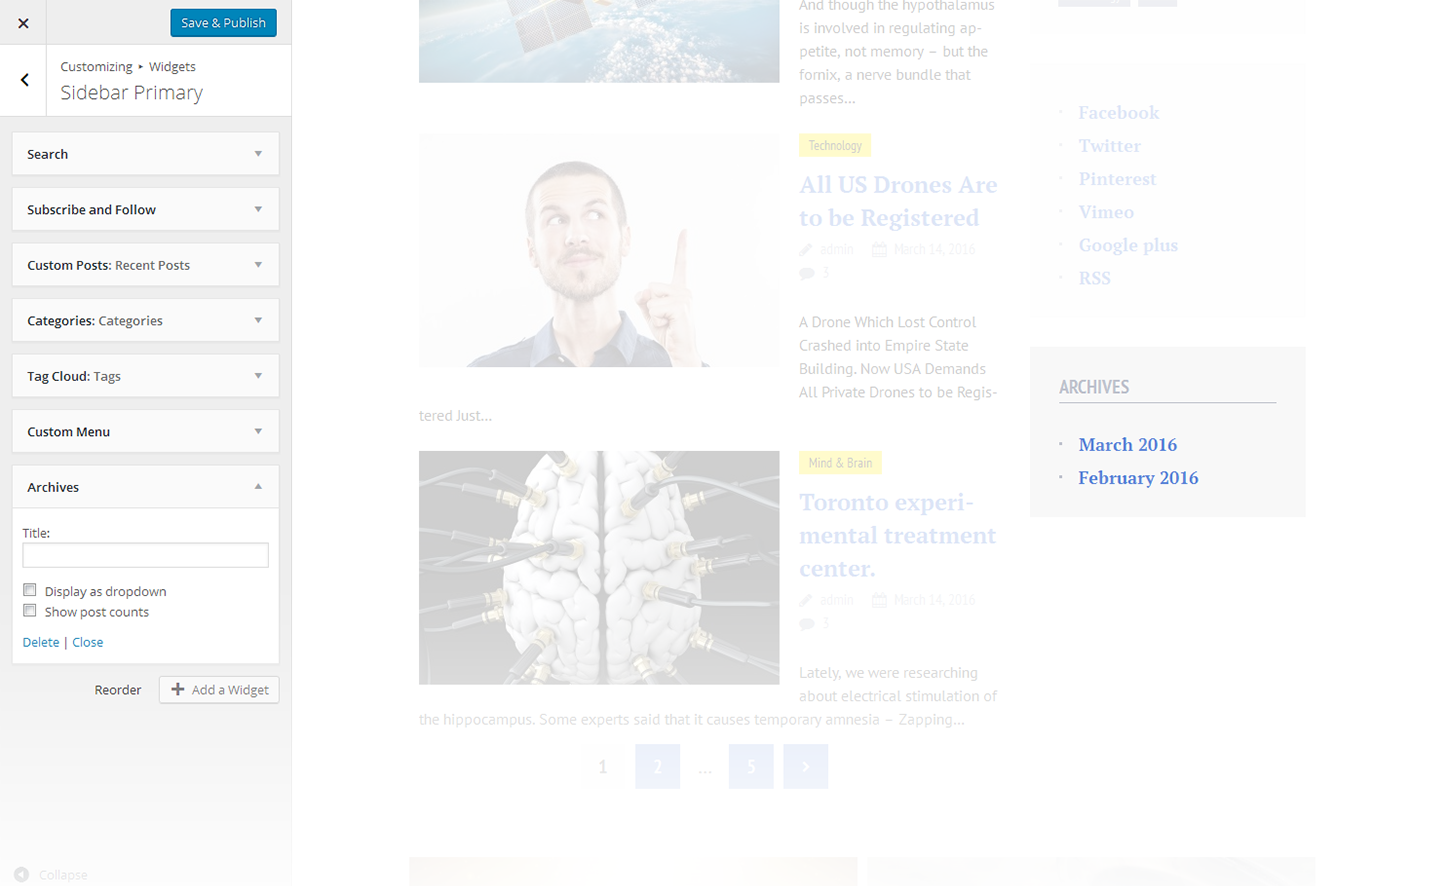 Save & Publish
Customizing ▸ Widgets
Sidebar Primary
Search
Subscribe and Follow
Custom Posts: Recent Posts
Categories: Categories
Tag Cloud: Tags
Custom Menu
Archives
Title:
Display as dropdown
Show post counts
Delete | Close
Reorder
Add a Widget
Collapse
And though the hypothalamus
is involved in regulating ap-
petite, not memory – but the
fornix, a nerve bundle that
passes...
Technology
All US Drones Are
to be Registered
admin March 14, 2016
3
A Drone Which Lost Control
Crashed into Empire State
Building. Now USA Demands
All Private Drones to be Regis-
tered Just...
Mind & Brain
Toronto experi-
mental treatment
center.
admin March 14, 2016
3
Lately, we were researching
about electrical stimulation of
the hippocampus. Some experts said that it causes temporary amnesia – Zapping...
1 2 ... 5
Facebook
Twitter
Pinterest
Vimeo
Google plus
RSS
ARCHIVES
March 2016
February 2016